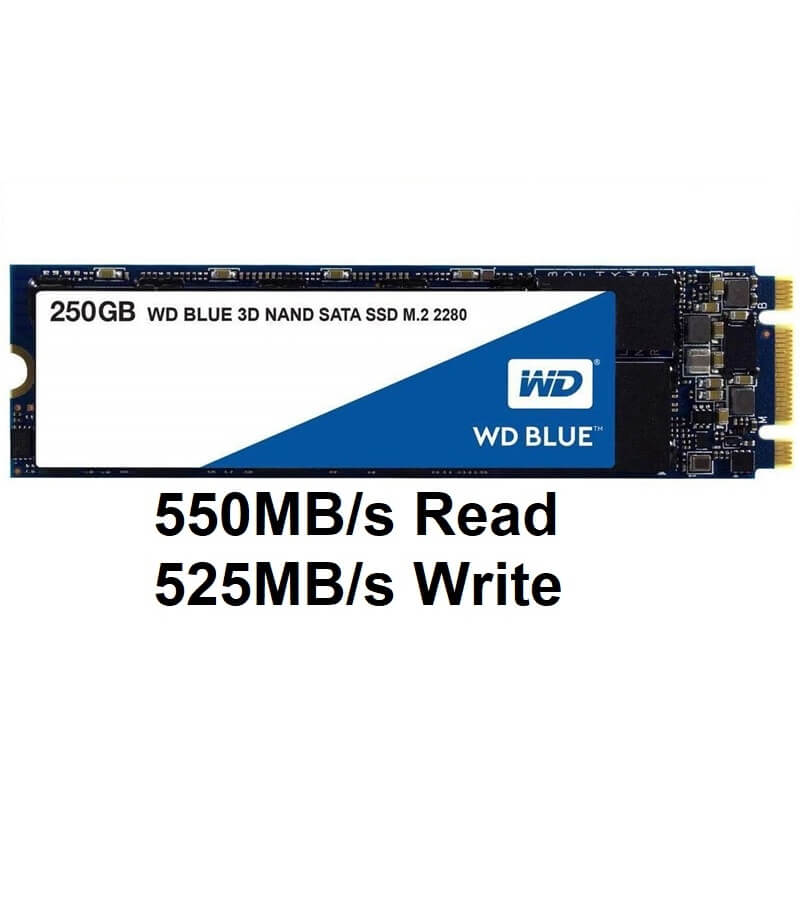 250GB WD BLUE 3D NAND SATA SSD M.2 2280
WD®
WD BLUE™
B
M
550MB/s Read
525MB/s Write